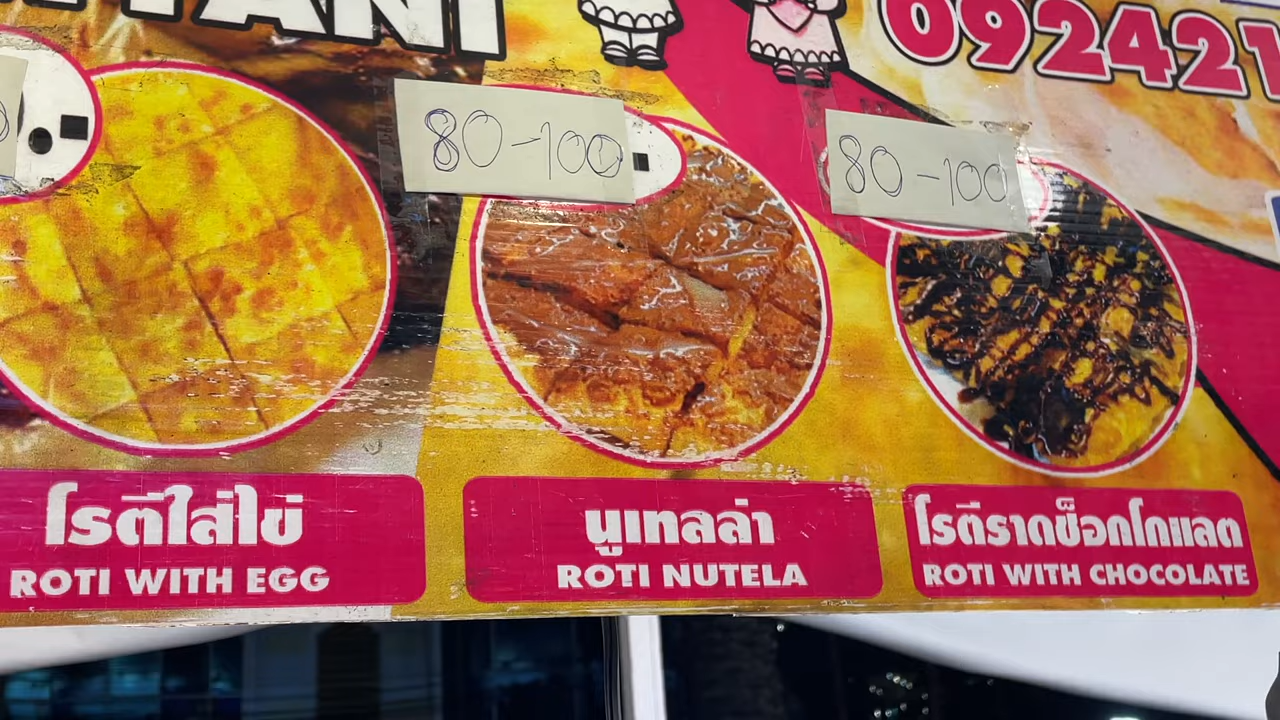 092421
80-100
80-100
โรตีใส่ไข่
ROTI WITH EGG
นูเทลล่า
ROTI NUTELA
โรตีราดช็อกโกแลต
ROTI WITH CHOCOLATE